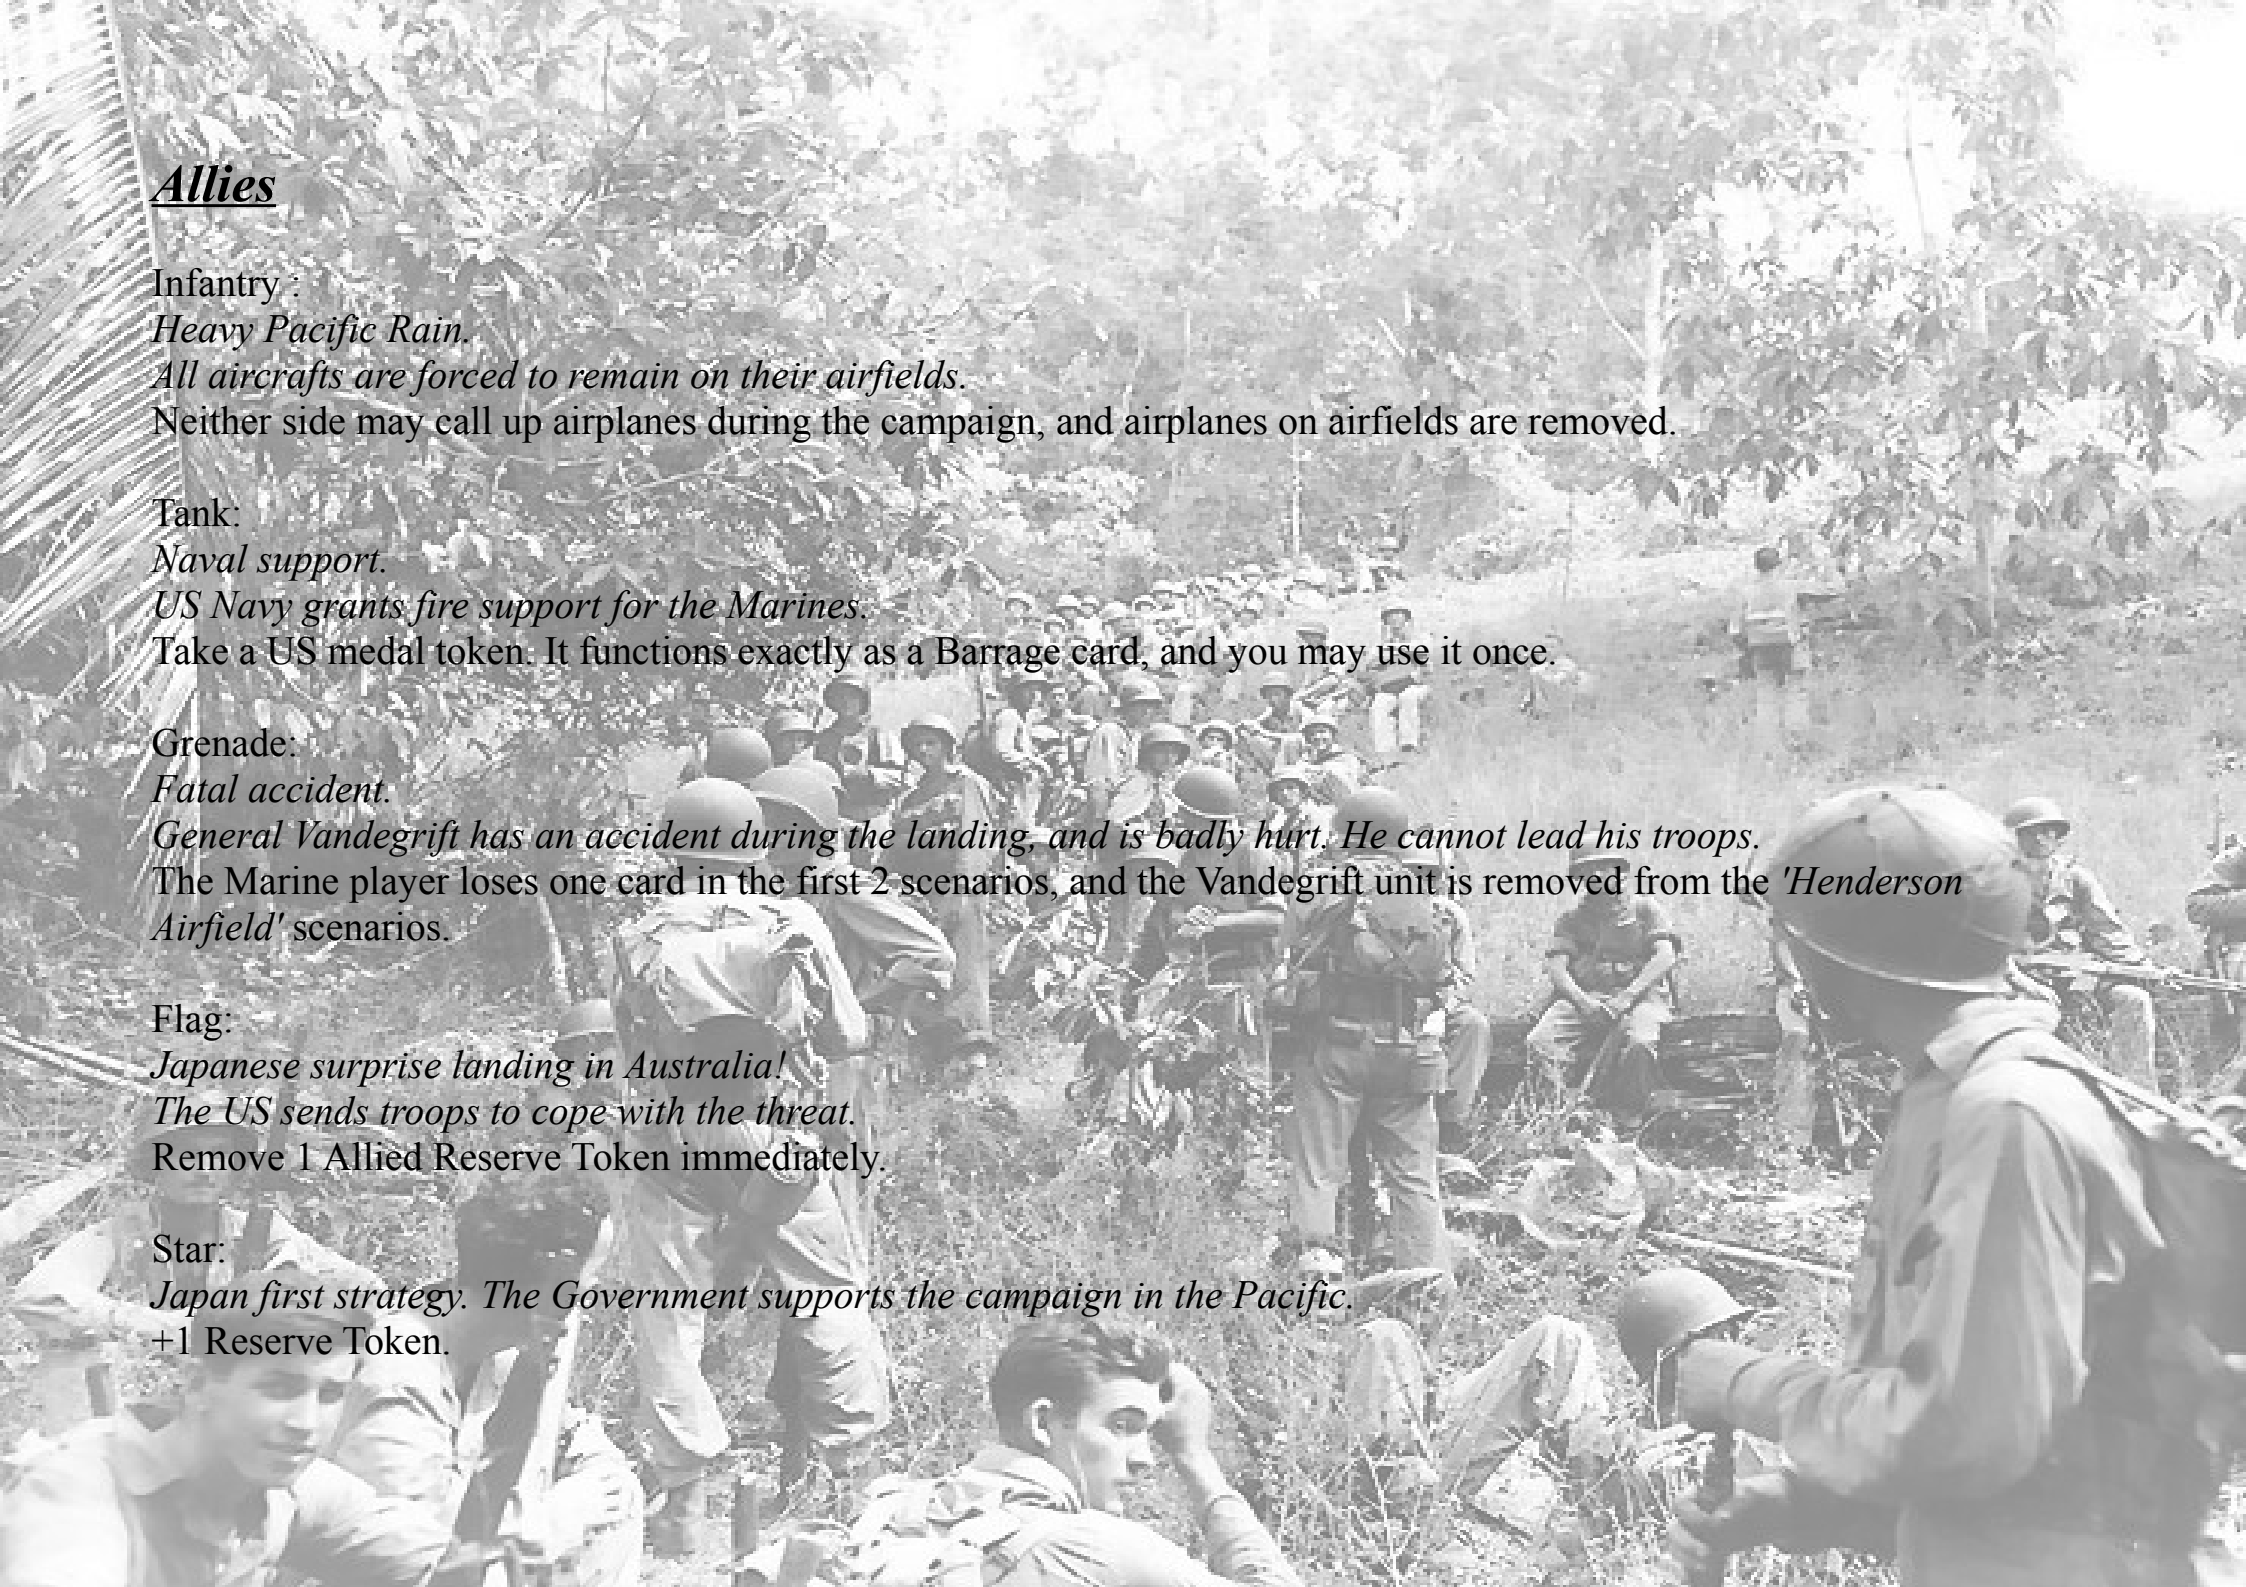 Allies
Infantry :
Heavy Pacific Rain.
All aircrafts are forced to remain on their airfields.
Neither side may call up airplanes during the campaign, and airplanes on airfields are removed.
Tank:
Naval support.
US Navy grants fire support for the Marines.
Take a US medal token. It functions exactly as a Barrage card, and you may use it once.
Grenade:
Fatal accident.
General Vandegrift has an accident during the landing, and is badly hurt. He cannot lead his troops.
The Marine player loses one card in the first 2 scenarios, and the Vandegrift unit is removed from the 'Henderson
Airfield' scenarios.
Flag:
Japanese surprise landing in Australia!
The US sends troops to cope with the threat.
Remove 1 Allied Reserve Token immediately.
Star:
Japan first strategy. The Government supports the campaign in the Pacific.
+1 Reserve Token.